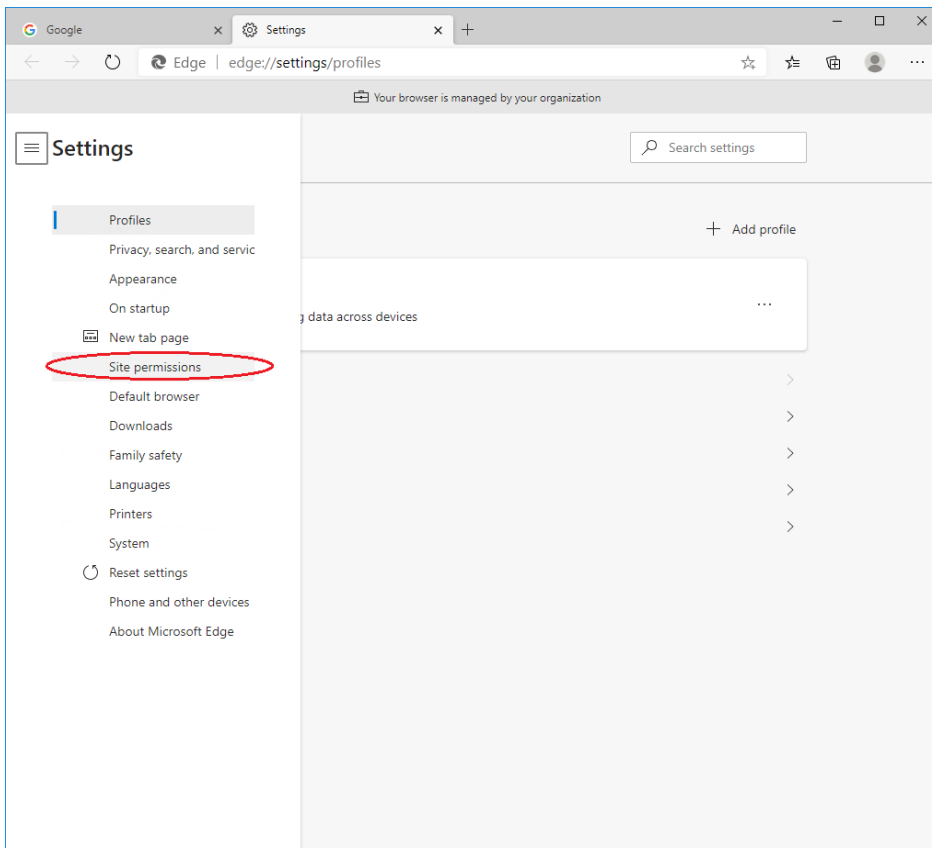 Google
Settings
Edge | edge://settings/profiles
Your browser is managed by your organization
Settings
Search settings
Profiles
Add profile
Privacy, search, and servic
Appearance
On startup
g data across devices
New tab page
Site permissions
Default browser
Downloads
Family safety
Languages
Printers
System
Reset settings
Phone and other devices
About Microsoft Edge